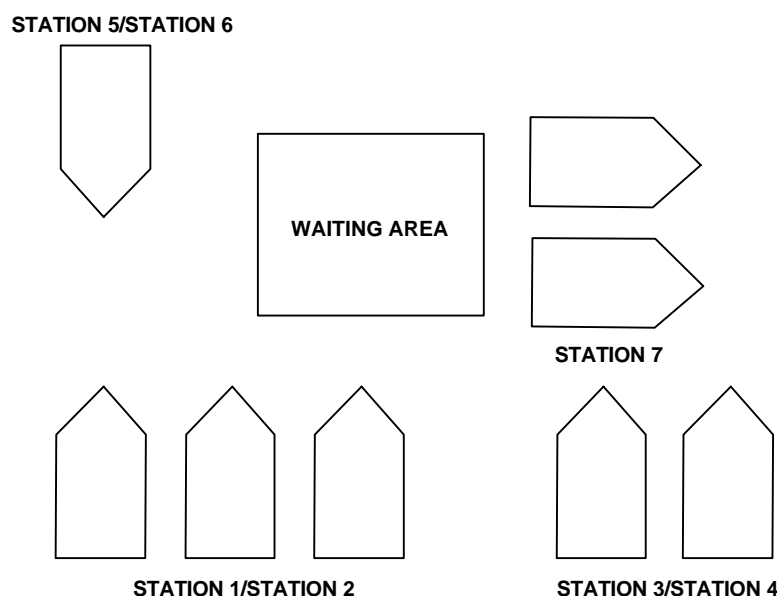 STATION 5/STATION 6
WAITING AREA
STATION 7
STATION 1/STATION 2
STATION 3/STATION 4